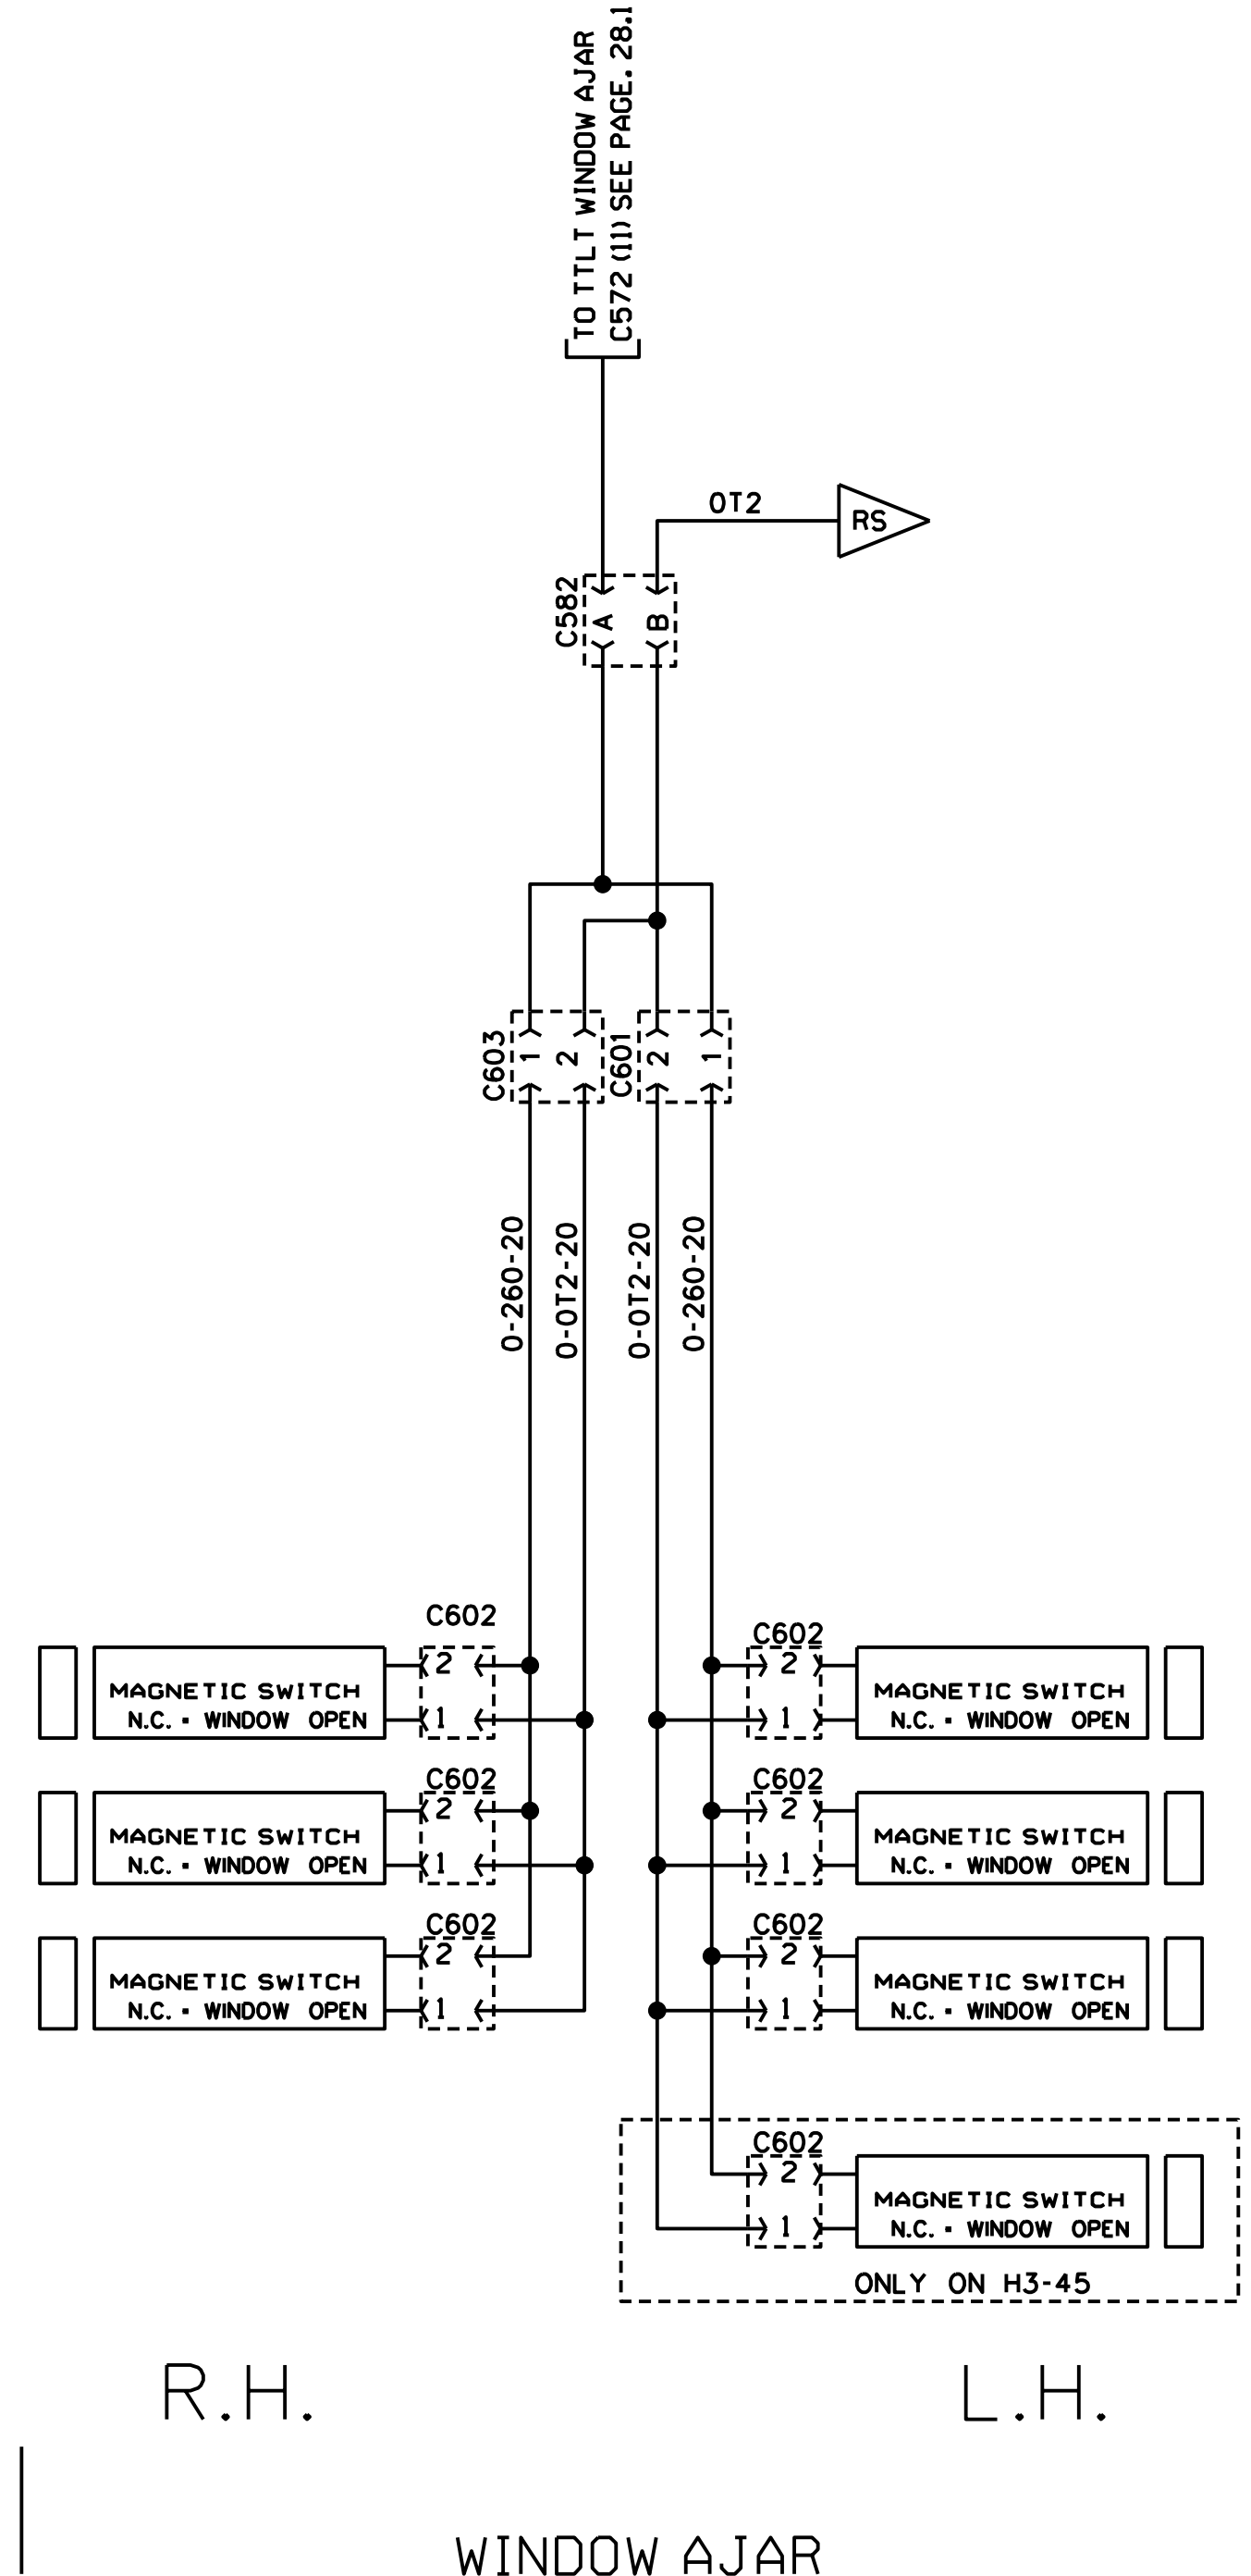 TO TTLT WINDOW AJAR
C572 (11) SEE PAGE. 28.1
OT2
RS
C582
A
B
C603
1
2
C601
2
1
0-260-20
0-0T2-20
0-0T2-20
0-260-20
C602
2
MAGNETIC SWITCH
1
N.C. - WINDOW OPEN
C602
2
MAGNETIC SWITCH
1
N.C. - WINDOW OPEN
C602
2
MAGNETIC SWITCH
1
N.C. - WINDOW OPEN
C602
2
MAGNETIC SWITCH
1
N.C. - WINDOW OPEN
C602
2
MAGNETIC SWITCH
1
N.C. - WINDOW OPEN
C602
2
MAGNETIC SWITCH
1
N.C. - WINDOW OPEN
C602
2
MAGNETIC SWITCH
1
N.C. - WINDOW OPEN
ONLY ON H3-45
R.H.
L.H.
WINDOW AJAR